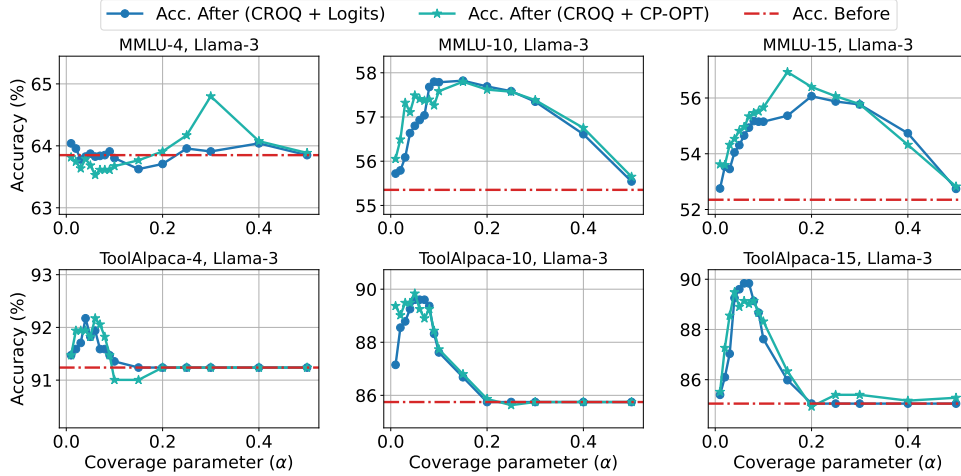 Acc. After (CROQ + Logits) Acc. After (CROQ + CP-OPT) Acc. Before
MMLU-4, Llama-3 MMLU-10, Llama-3 MMLU-15, Llama-3
Accuracy (%)
65
64
63
0.0 0.2 0.4
58
57
56
55
0.0 0.2 0.4
56
54
52
0.0 0.2 0.4
ToolAlpaca-4, Llama-3 ToolAlpaca-10, Llama-3 ToolAlpaca-15, Llama-3
Accuracy (%)
93
92
91
0.0 0.2 0.4
90
88
86
0.0 0.2 0.4
90
88
86
0.0 0.2 0.4
Coverage parameter (α) Coverage parameter (α) Coverage parameter (α)